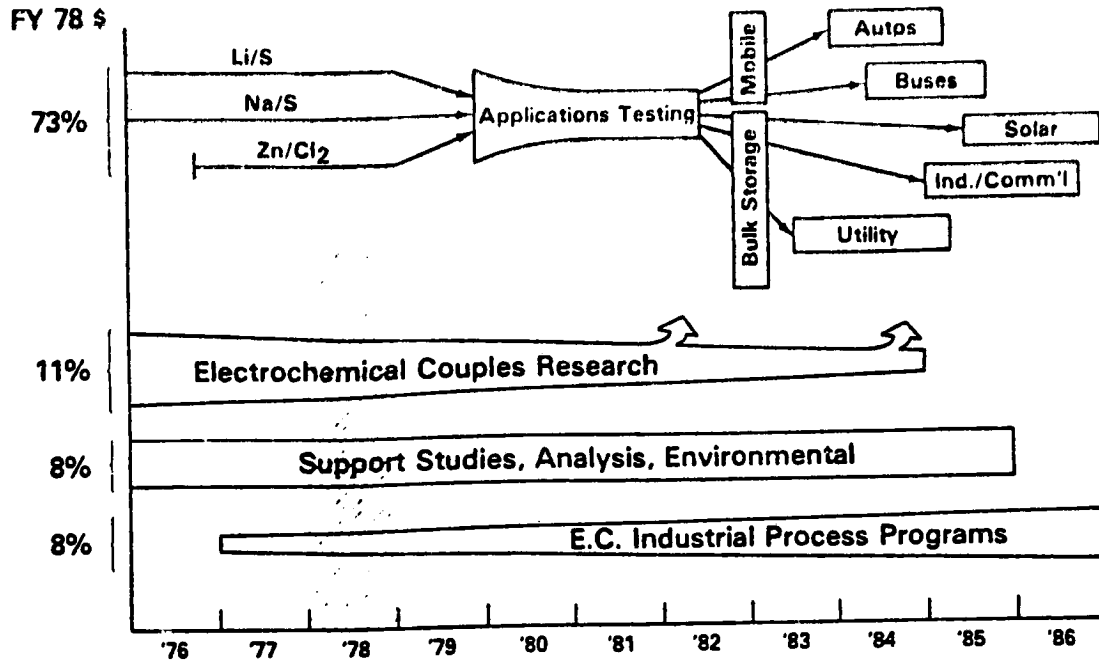 FY 78 $
Li/S
Na/S
Zn/Cl2
73%
Applications Testing
Mobile
Bulk Storage
Autos
Buses
Solar
Ind./Comm'l
Utility
11%
Electrochemical Couples Research
8%
Support Studies, Analysis, Environmental
8%
E.C. Industrial Process Programs
'76 '77 '78 '79 '80 '81 '82 '83 '84 '85 '86